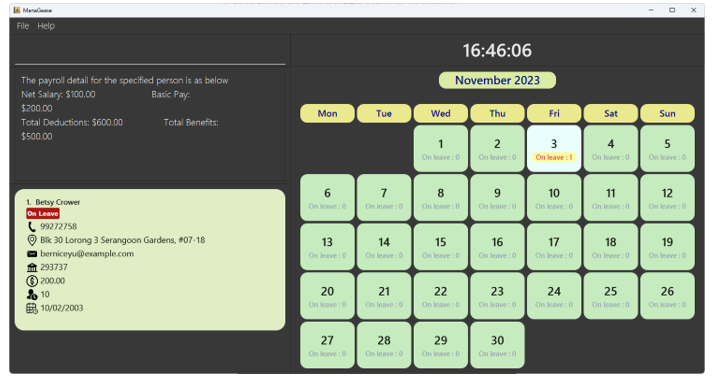 ManaGease
File Help
The payroll detail for the specified person is as below
Net Salary: $100.00 Basic Pay:
$200.00
Total Deductions: $600.00 Total Benefits:
$500.00
1. Betsy Crower
On Leave
99272758
Blk 30 Lorong 3 Serangoon Gardens, #07-18
berniceyu@example.com
293737
200.00
10
10/02/2003
16:46:06
November 2023
Mon Tue Wed Thu Fri Sat Sun
1 2 3 4 5
On leave : 0 On leave : 0 On leave : 1 On leave : 0 On leave : 0
6 7 8 9 10 11 12
On leave : 0 On leave : 0 On leave : 0 On leave : 0 On leave : 0 On leave : 0 On leave : 0
13 14 15 16 17 18 19
On leave : 0 On leave : 0 On leave : 0 On leave : 0 On leave : 0 On leave : 0 On leave : 0
20 21 22 23 24 25 26
On leave : 0 On leave : 0 On leave : 0 On leave : 0 On leave : 0 On leave : 0 On leave : 0
27 28 29 30
On leave : 0 On leave : 0 On leave : 0 On leave : 0